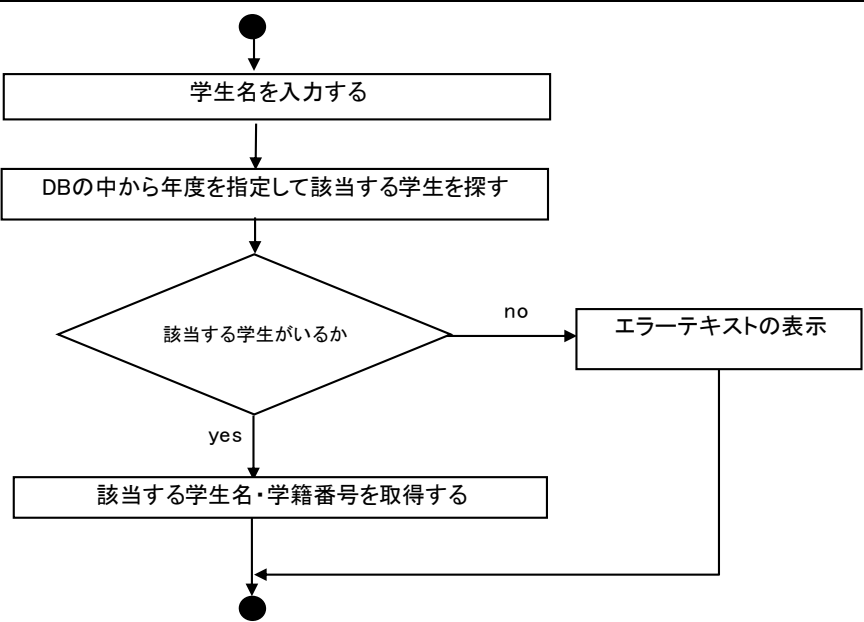 学生名を入力する
DBの中から年度を指定して該当する学生を探す
該当する学生がいるか
no
エラーテキストの表示
yes
該当する学生名・学籍番号を取得する